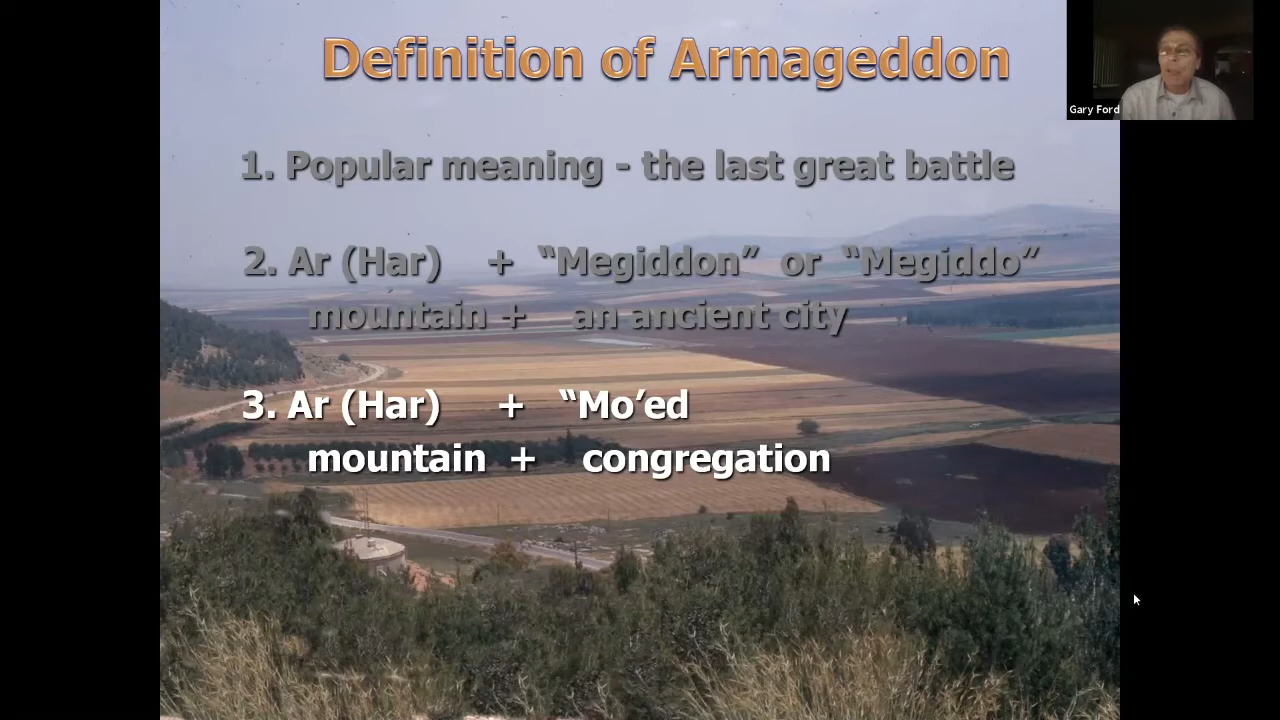 Definition of Armageddon
Gary Ford
1. Popular meaning - the last great battle
2. Ar (Har) + “Megiddon” or “Megiddo”
mountain + an ancient city
3. Ar (Har) + “Mo’ed
mountain + congregation